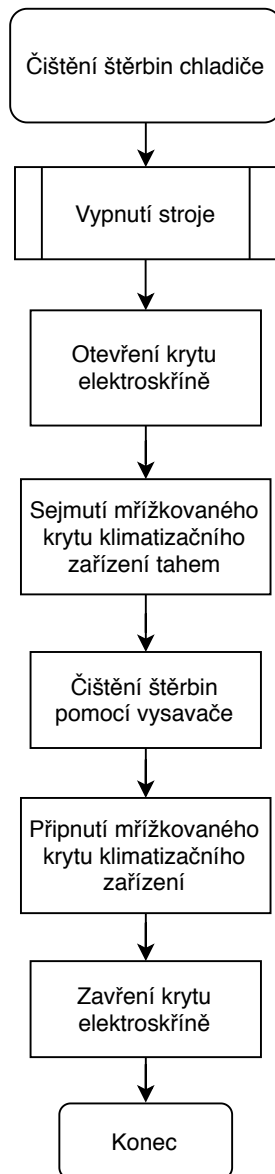 Čištění štěrbin chladiče
Vypnutí stroje
Otevření krytu
elektroskříně
Sejmutí mřížkovaného
krytu klimatizačního
zařízení tahem
Čištění štěrbin
pomocí vysavače
Připnutí mřížkovaného
krytu klimatizačního
zařízení
Zavření krytu
elektroskříně
Konec